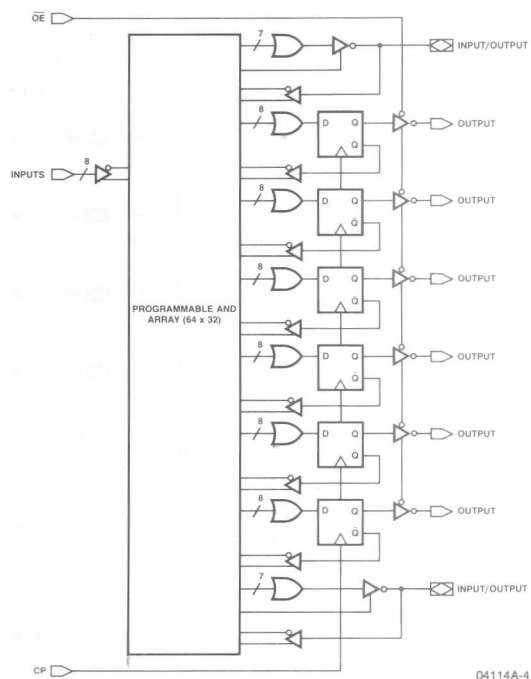 OE
7
INPUT/OUTPUT
8
D
Q
OUTPUT
Q
INPUTS
8
8
D
Q
OUTPUT
Q
8
D
Q
OUTPUT
Q
PROGRAMMABLE AND
ARRAY (64 x 32)
8
D
Q
OUTPUT
Q
8
D
Q
OUTPUT
Q
8
D
Q
OUTPUT
Q
7
INPUT/OUTPUT
CP
04114A-4